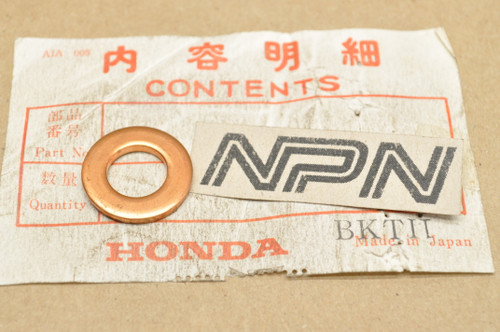 AIA 005
内容明細
CONTENTS
部品
番号
Part No
数量
Quantity
NPN
HONDA
BKTII
Made in Japan